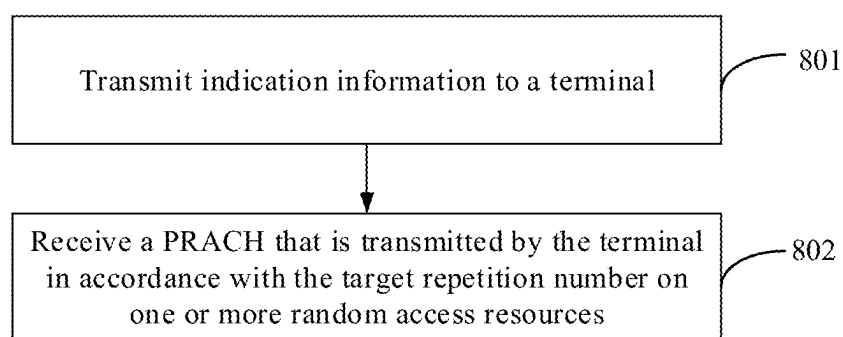 Transmit indication information to a terminal
801
Receive a PRACH that is transmitted by the terminal
in accordance with the target repetition number on
one or more random access resources
802